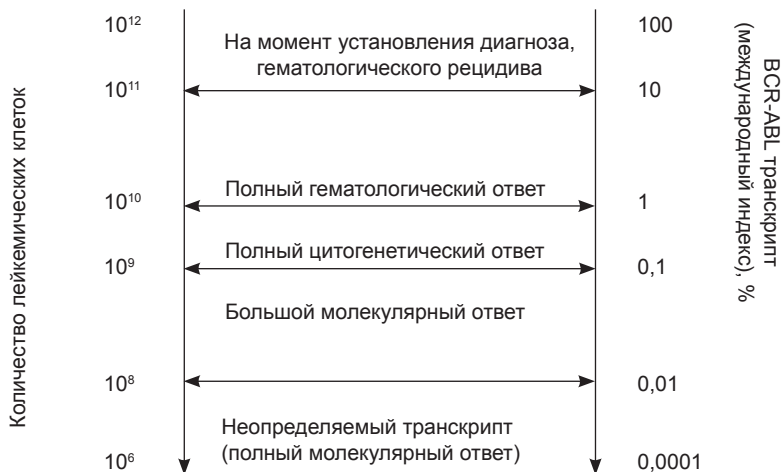 Количество лейкемических клеток
10¹²
10¹¹
10¹⁰
10⁹
10⁸
10⁶
На момент установления диагноза,
гематологического рецидива
Полный гематологический ответ
Полный цитогенетический ответ
Большой молекулярный ответ
Неопределяемый транскрипт
(полный молекулярный ответ)
100
10
1
0,1
0,01
0,0001
BCR-ABL транскрипт
(международный индекс), %